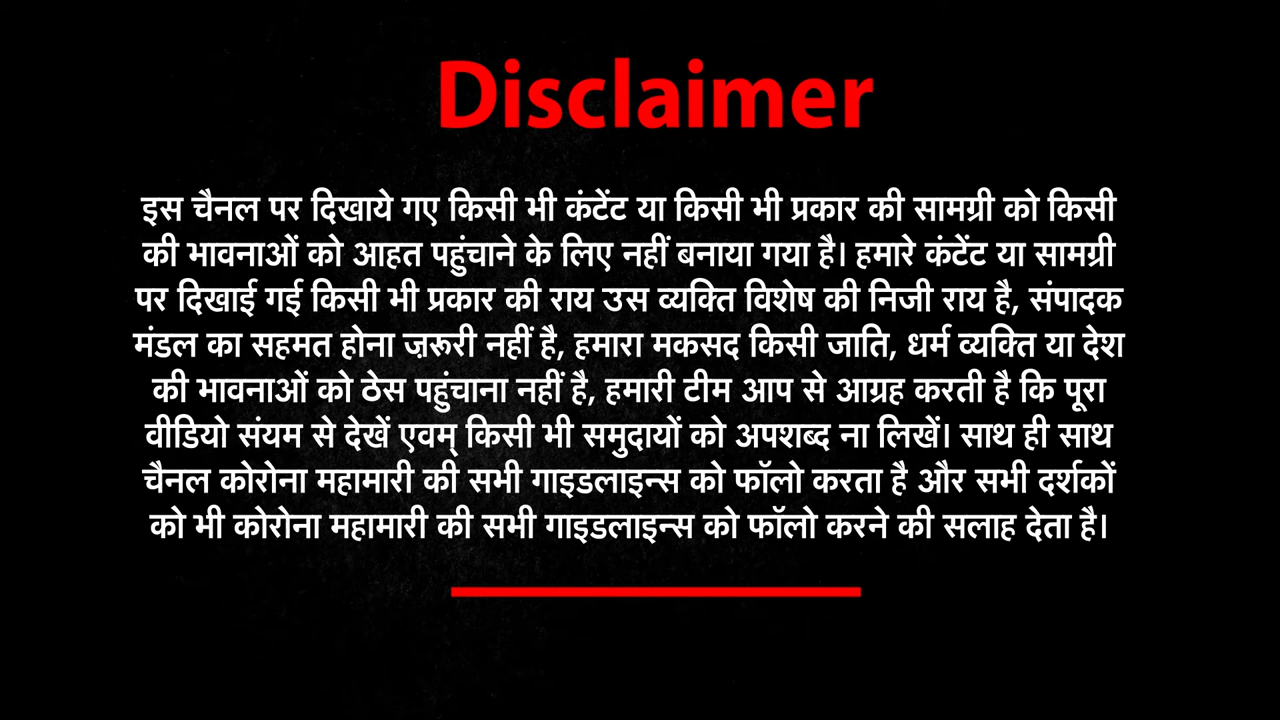 Disclaimer
इस चैनल पर दिखाये गए किसी भी कंटेंट या किसी भी प्रकार की सामग्री को किसी
की भावनाओं को आहत पहुंचाने के लिए नहीं बनाया गया है। हमारे कंटेंट या सामग्री
पर दिखाई गई किसी भी प्रकार की राय उस व्यक्ति विशेष की निजी राय है, संपादक
मंडल का सहमत होना ज़रूरी नहीं है, हमारा मकसद किसी जाति, धर्म व्यक्ति या देश
की भावनाओं को ठेस पहुंचाना नहीं है, हमारी टीम आप से आग्रह करती है कि पूरा
वीडियो संयम से देखें एवम् किसी भी समुदायों को अपशब्द ना लिखें। साथ ही साथ
चैनल कोरोना महामारी की सभी गाइडलाइन्स को फॉलो करता है और सभी दर्शकों
को भी कोरोना महामारी की सभी गाइडलाइन्स को फॉलो करने की सलाह देता है।